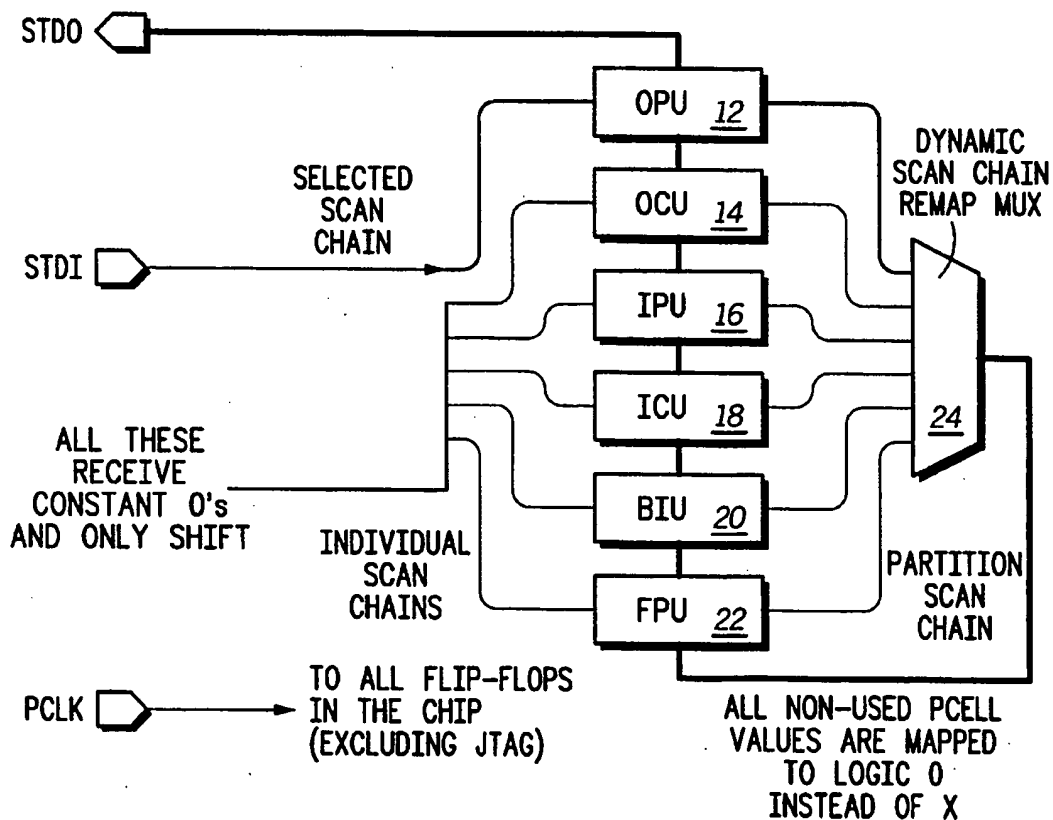 STDO
OPU 12
DYNAMIC
SCAN CHAIN
REMAP MUX
SELECTED
SCAN
CHAIN
OCU 14
STDI
IPU 16
ICU 18
24
ALL THESE
RECEIVE
CONSTANT 0's
AND ONLY SHIFT
BIU 20
INDIVIDUAL
SCAN
CHAINS
PARTITION
SCAN
CHAIN
FPU 22
PCLK
TO ALL FLIP-FLOPS
IN THE CHIP
(EXCLUDING JTAG)
ALL NON-USED PCELL
VALUES ARE MAPPED
TO LOGIC 0
INSTEAD OF X